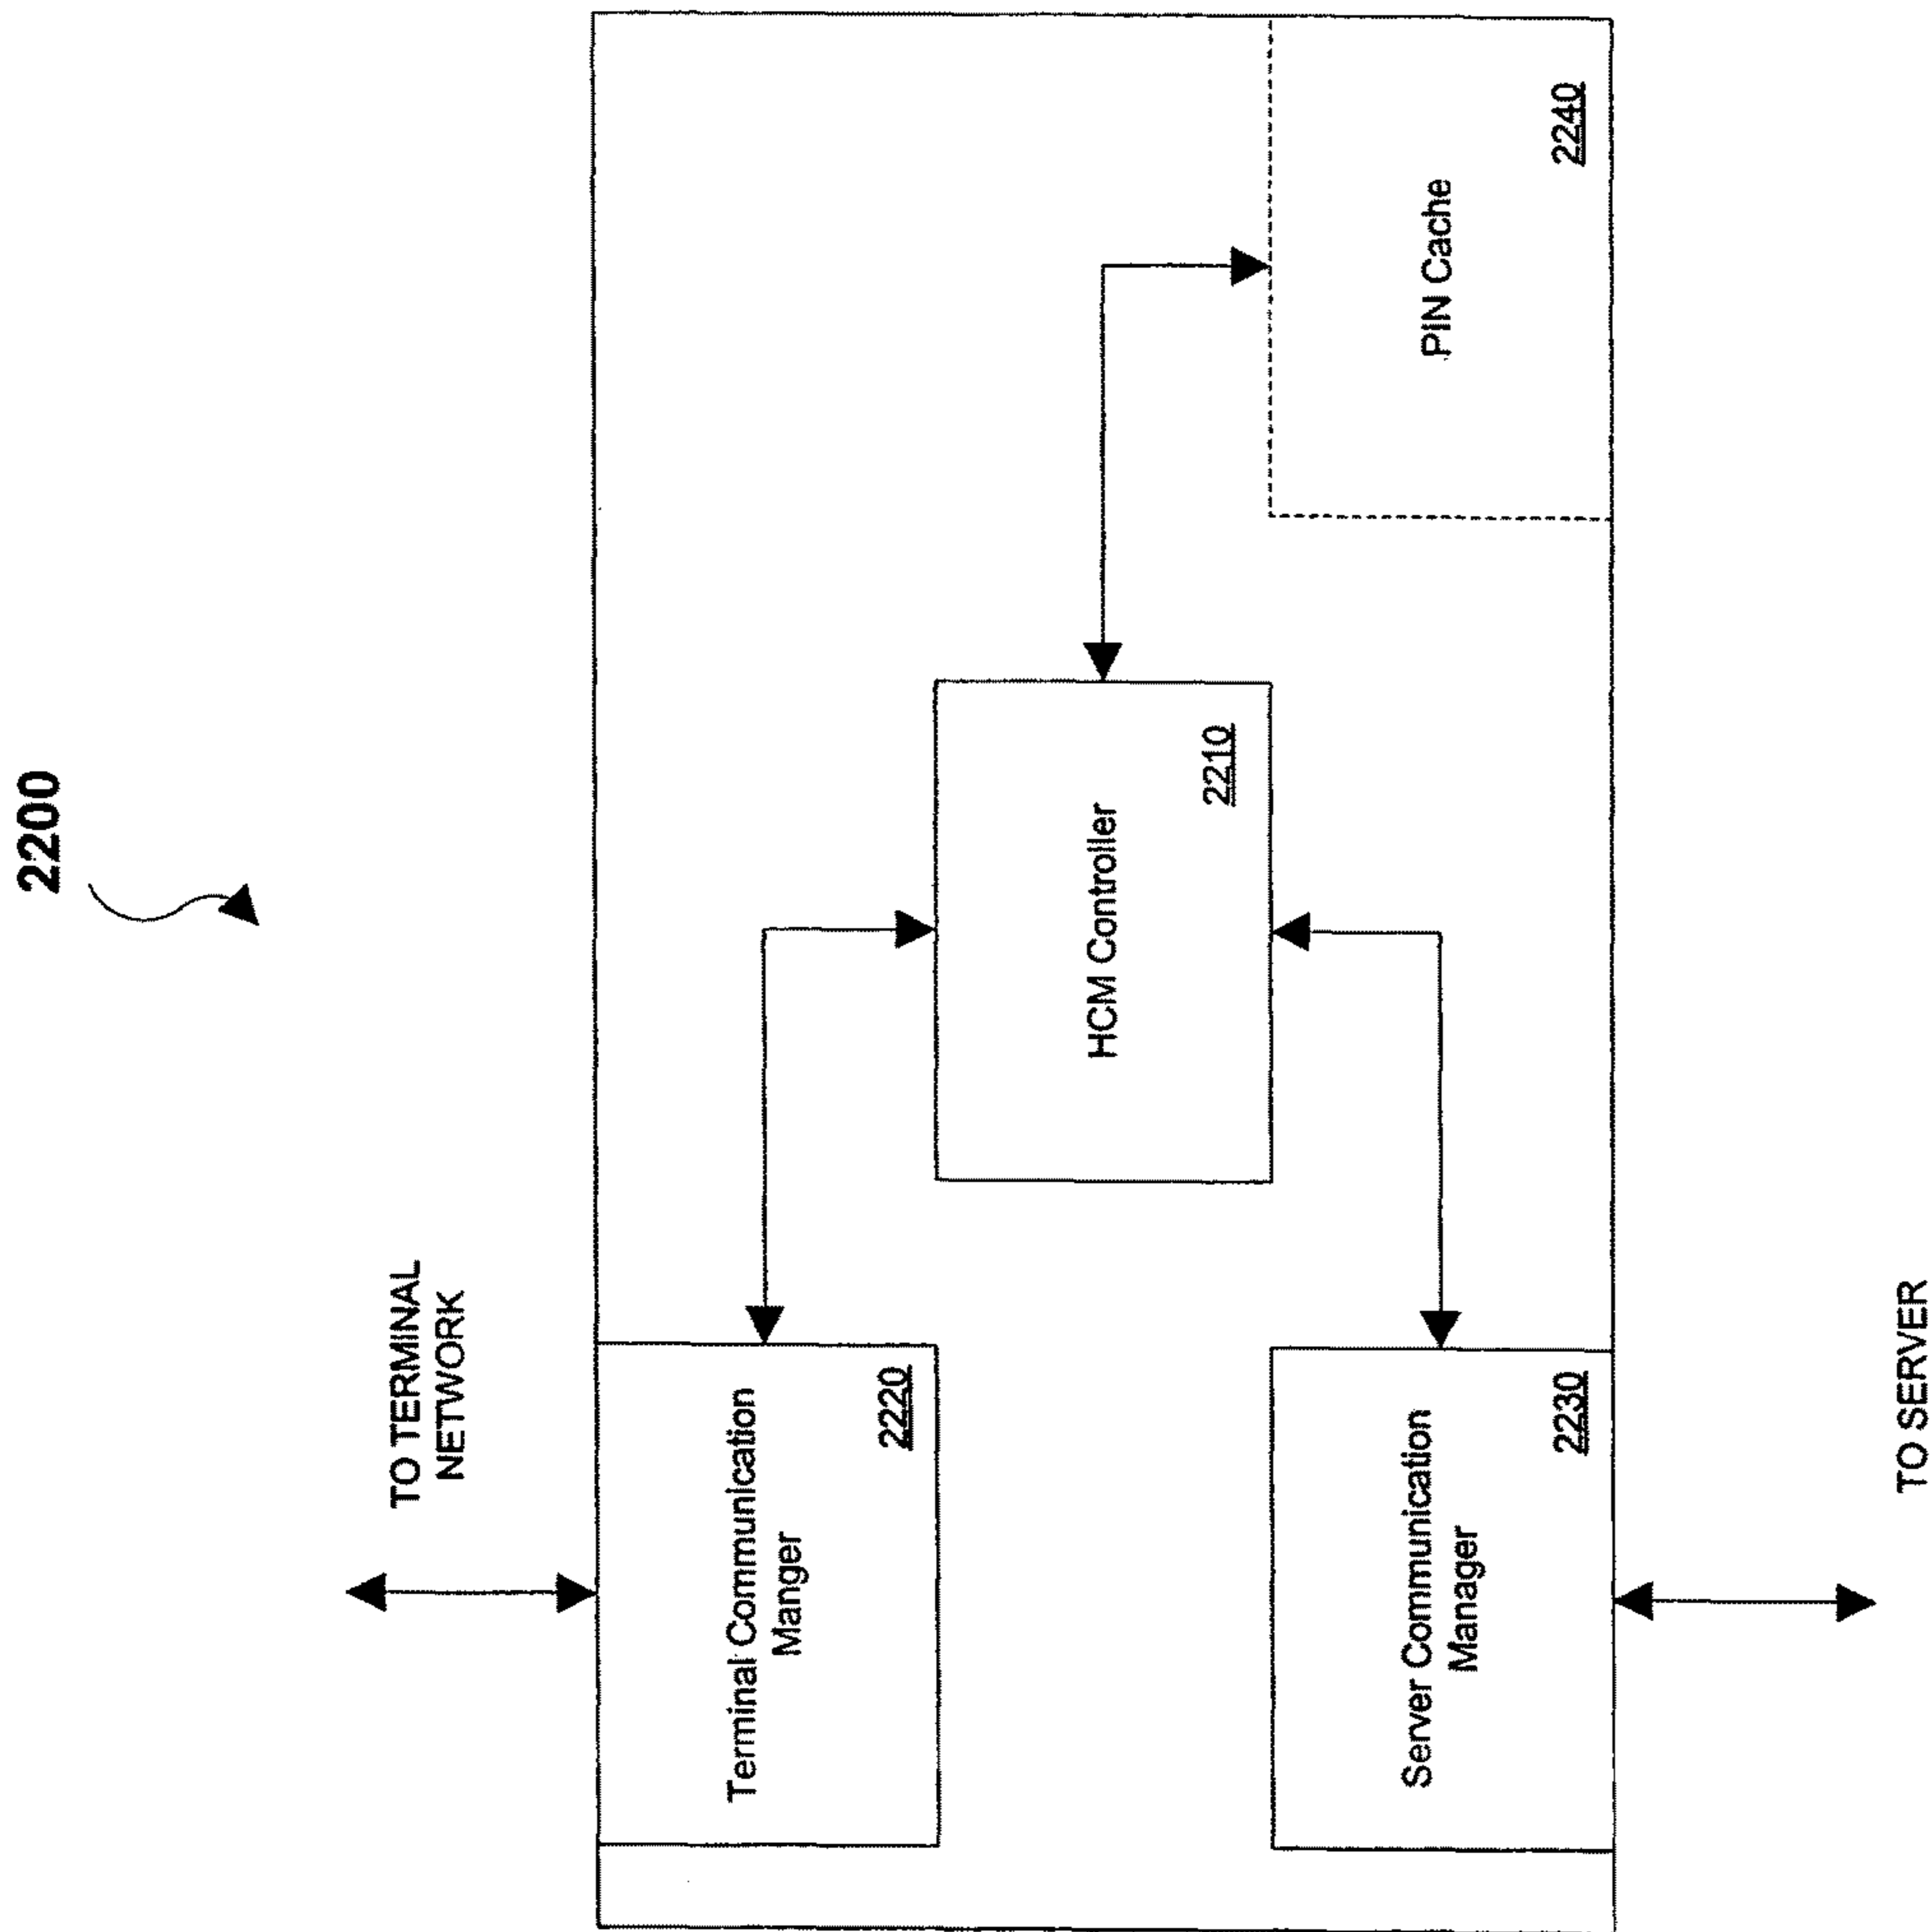 2200
TO TERMINAL
NETWORK
Terminal Communication
Manger
2220
HCM Controller
2210
Server Communication
Manager
2230
PIN Cache
2240
TO SERVER